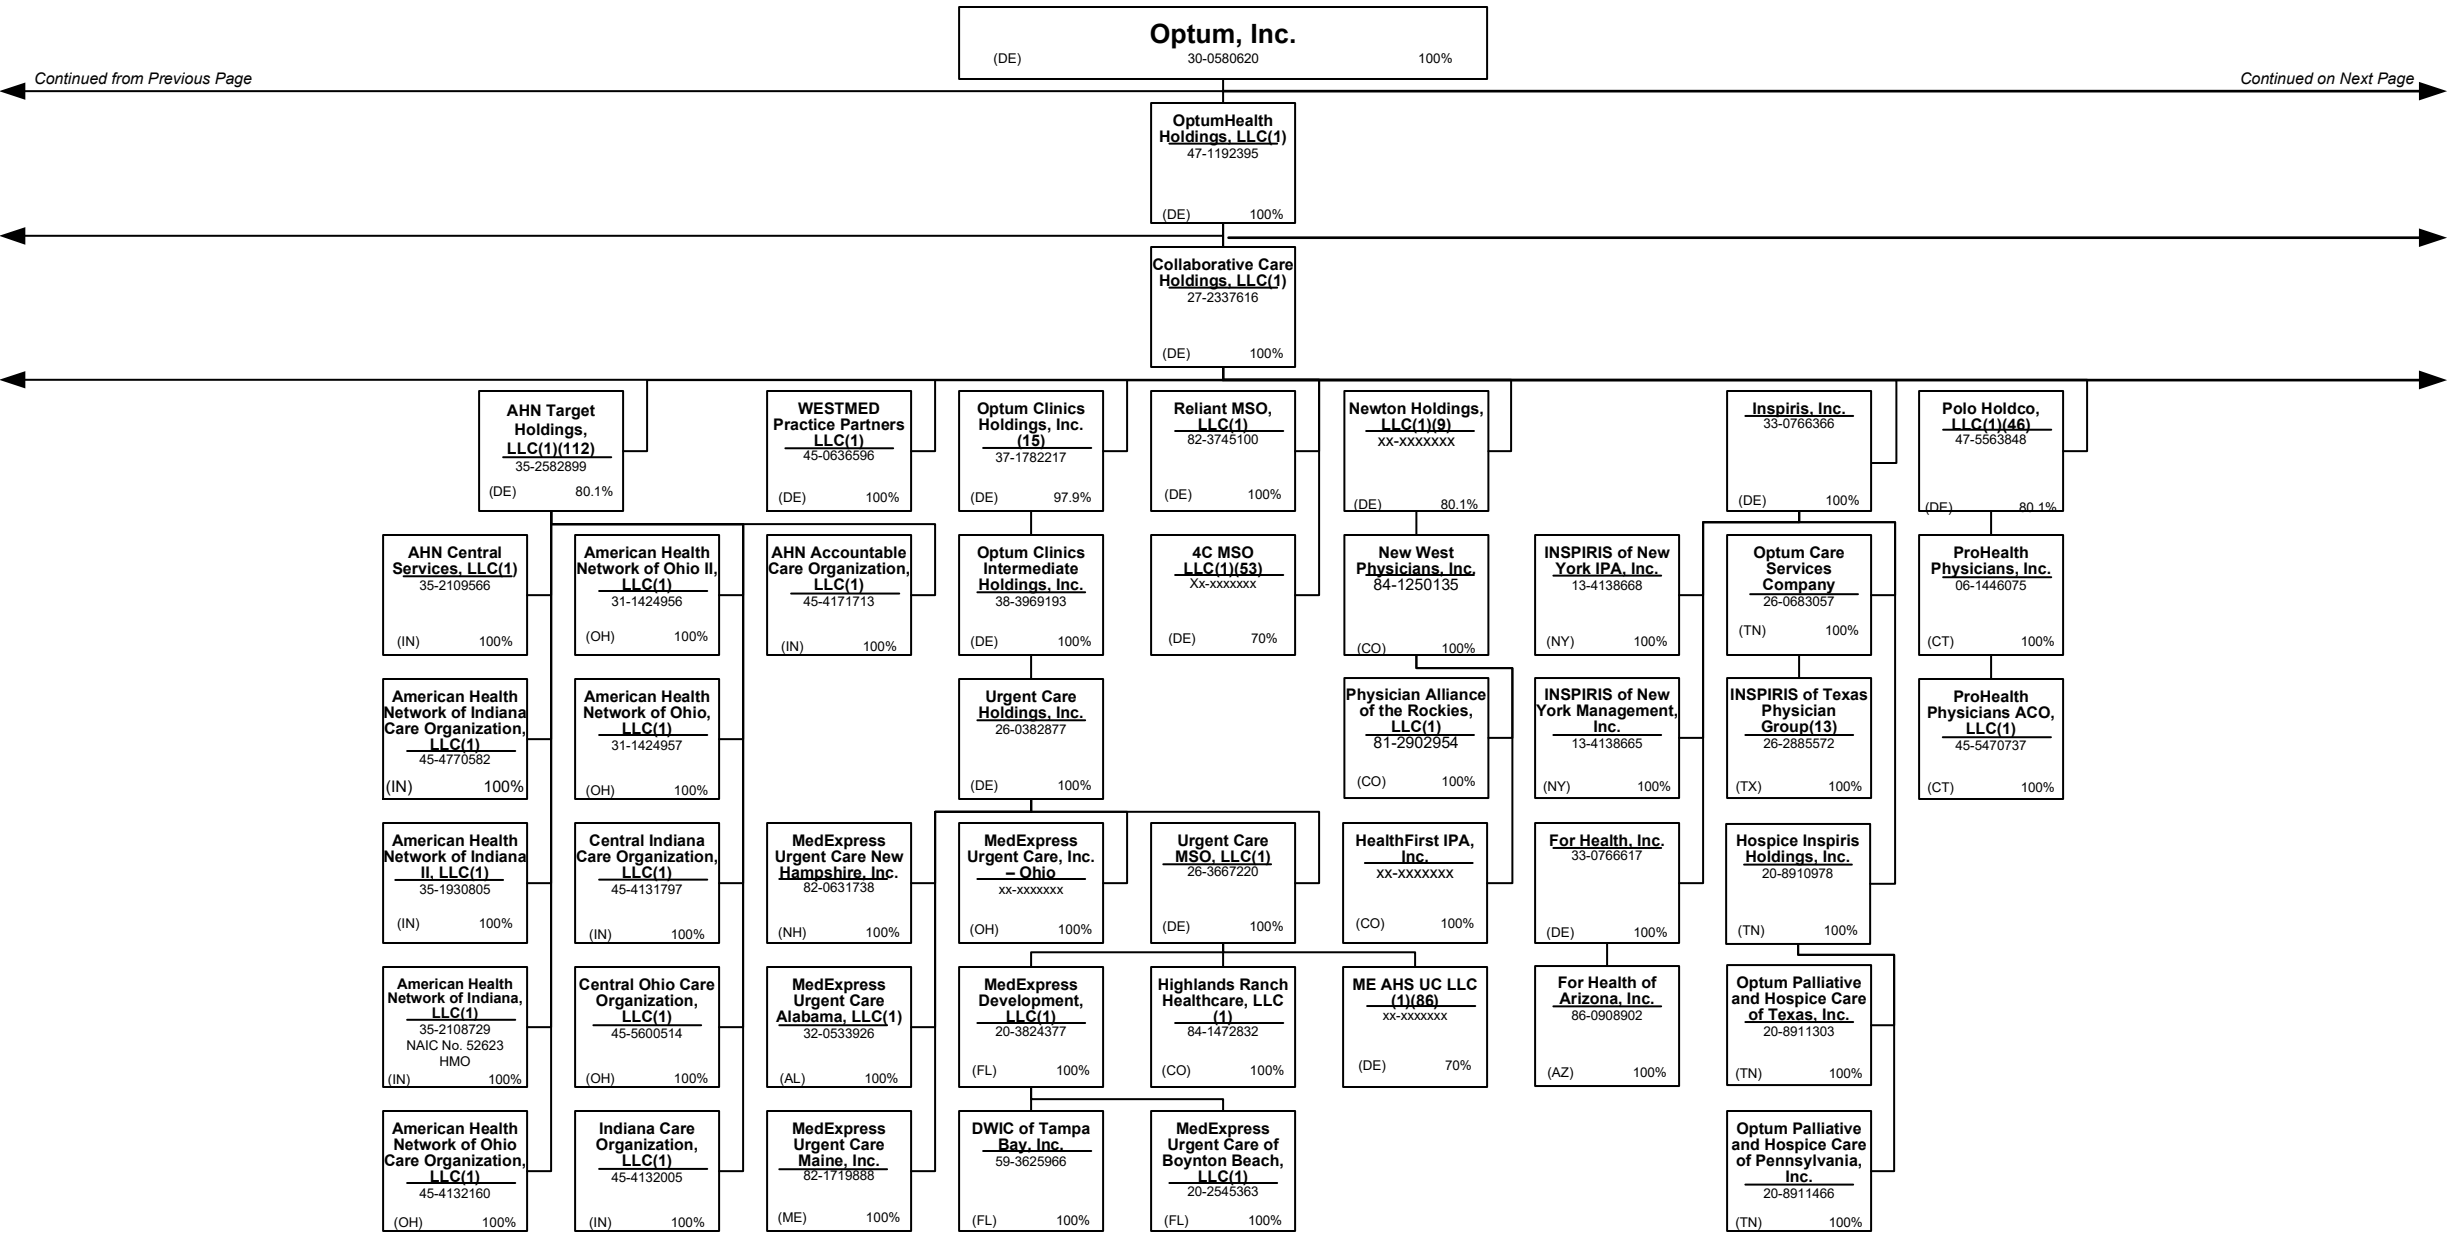 Optum, Inc.
(DE) 30-0580620 100%
Continued from Previous Page
Continued on Next Page
OptumHealth
Holdings, LLC(1)
47-1192395
(DE) 100%
Collaborative Care
Holdings, LLC(1)
27-2337616
(DE) 100%
AHN Target
Holdings,
LLC(1)(112)
35-2582899
(DE) 80.1%
WESTMED
Practice Partners
LLC(1)
45-0636596
(DE) 100%
Optum Clinics
Holdings, Inc.
(15)
37-1782217
(DE) 97.9%
Reliant MSO,
LLC(1)
82-3745100
(DE) 100%
Newton Holdings,
LLC(1)(9)
xx-xxxxxxx
(DE) 80.1%
Inspiris, Inc.
33-0766366
(DE) 100%
Polo Holdco,
LLC(1)(46)
47-5563848
(DE) 80.1%
AHN Central
Services, LLC(1)
35-2109566
(IN) 100%
American Health
Network of Ohio II,
LLC(1)
31-1424956
(OH) 100%
AHN Accountable
Care Organization,
LLC(1)
45-4171713
(IN) 100%
Optum Clinics
Intermediate
Holdings, Inc.
38-3969193
(DE) 100%
4C MSO
LLC(1)(53)
Xx-xxxxxxx
(DE) 70%
New West
Physicians, Inc.
84-1250135
(CO) 100%
INSPIRIS of New
York IPA, Inc.
13-4138668
(NY) 100%
Optum Care
Services
Company
26-0683057
(TN) 100%
ProHealth
Physicians, Inc.
06-1446075
(CT) 100%
American Health
Network of Indiana
Care Organization,
LLC(1)
45-4770582
(IN) 100%
American Health
Network of Ohio,
LLC(1)
31-1424957
(OH) 100%
Urgent Care
Holdings, Inc.
26-0382877
(DE) 100%
Physician Alliance
of the Rockies,
LLC(1)
81-2902954
(CO) 100%
INSPIRIS of New
York Management,
Inc.
13-4138665
(NY) 100%
INSPIRIS of Texas
Physician
Group(13)
26-2885572
(TX) 100%
ProHealth
Physicians ACO,
LLC(1)
45-5470737
(CT) 100%
American Health
Network of Indiana
II, LLC(1)
35-1930805
(IN) 100%
Central Indiana
Care Organization,
LLC(1)
45-4131797
(IN) 100%
MedExpress
Urgent Care New
Hampshire, Inc.
82-0631738
(NH) 100%
MedExpress
Urgent Care, Inc.
– Ohio
xx-xxxxxxx
(OH) 100%
Urgent Care
MSO, LLC(1)
26-3667220
(DE) 100%
HealthFirst IPA,
Inc.
xx-xxxxxxx
(CO) 100%
For Health, Inc.
33-0766617
(DE) 100%
Hospice Inspiris
Holdings, Inc.
20-8910978
(TN) 100%
American Health
Network of Indiana,
LLC(1)
35-2108729
NAIC No. 52623
HMO
(IN) 100%
Central Ohio Care
Organization,
LLC(1)
45-5600514
(OH) 100%
MedExpress
Urgent Care
Alabama, LLC(1)
32-0533926
(AL) 100%
MedExpress
Development,
LLC(1)
20-3824377
(FL) 100%
Highlands Ranch
Healthcare, LLC
(1)
84-1472832
(CO) 100%
ME AHS UC LLC
(1)(86)
xx-xxxxxxx
(DE) 70%
For Health of
Arizona, Inc.
86-0908902
(AZ) 100%
Optum Palliative
and Hospice Care
of Texas, Inc.
20-8911303
(TN) 100%
American Health
Network of Ohio
Care Organization,
LLC(1)
45-4132160
(OH) 100%
Indiana Care
Organization,
LLC(1)
45-4132005
(IN) 100%
MedExpress
Urgent Care
Maine, Inc.
82-1719888
(ME) 100%
DWIC of Tampa
Bay, Inc.
59-3625966
(FL) 100%
MedExpress
Urgent Care of
Boynton Beach,
LLC(1)
20-2545363
(FL) 100%
Optum Palliative
and Hospice Care
of Pennsylvania,
Inc.
20-8911466
(TN) 100%